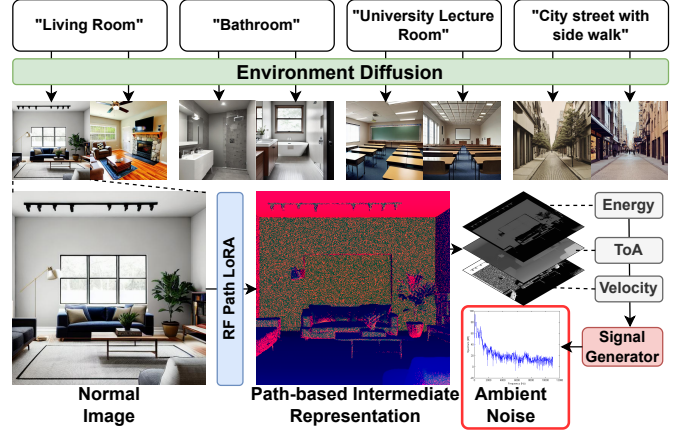 "Living Room"
"Bathroom"
"University Lecture
Room"
"City street with
side walk"
Environment Diffusion
RF Path LoRA
Energy
ToA
Velocity
Signal
Generator
Normal
Image
Path-based Intermediate
Representation
Ambient
Noise